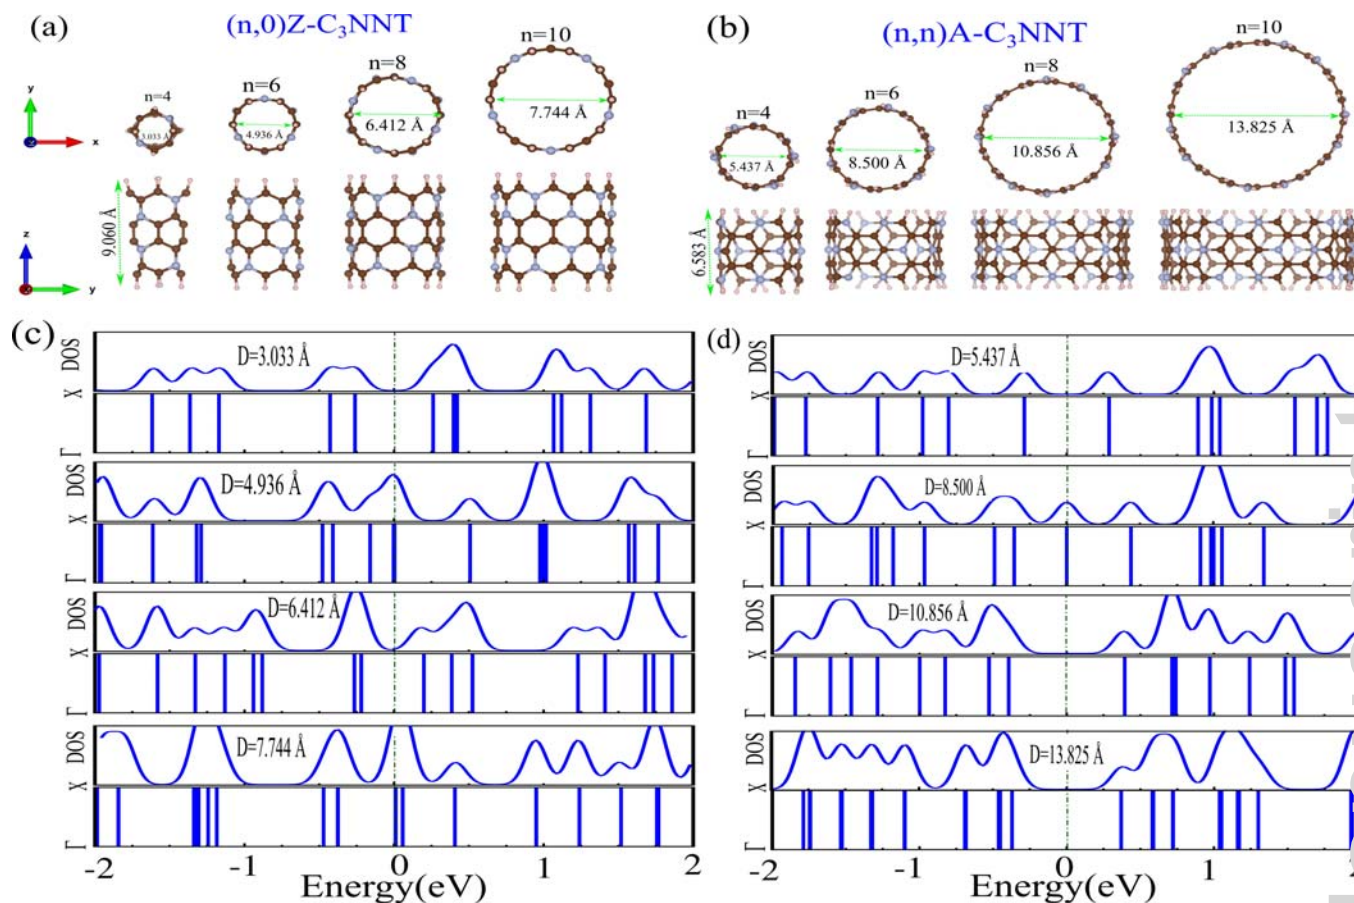 (a)
(n,0)Z-C₃NNT
n=4
n=6
n=8
n=10
3.033 Å
4.936 Å
6.412 Å
7.744 Å
y
z
x
9.060 Å
z
x
y
(b)
(n,n)A-C₃NNT
n=4
n=6
n=8
n=10
5.437 Å
8.500 Å
10.856 Å
13.825 Å
6.583 Å
(c)
DOS
D=3.033 Å
X
Γ
DOS
D=4.936 Å
X
Γ
DOS
D=6.412 Å
X
Γ
DOS
D=7.744 Å
X
Γ
-2 -1 0 1 2
Energy(eV)
(d)
DOS
D=5.437 Å
X
Γ
DOS
D=8.500 Å
X
Γ
DOS
D=10.856 Å
X
Γ
DOS
D=13.825 Å
X
Γ
-2 -1 0 1 2
Energy(eV)